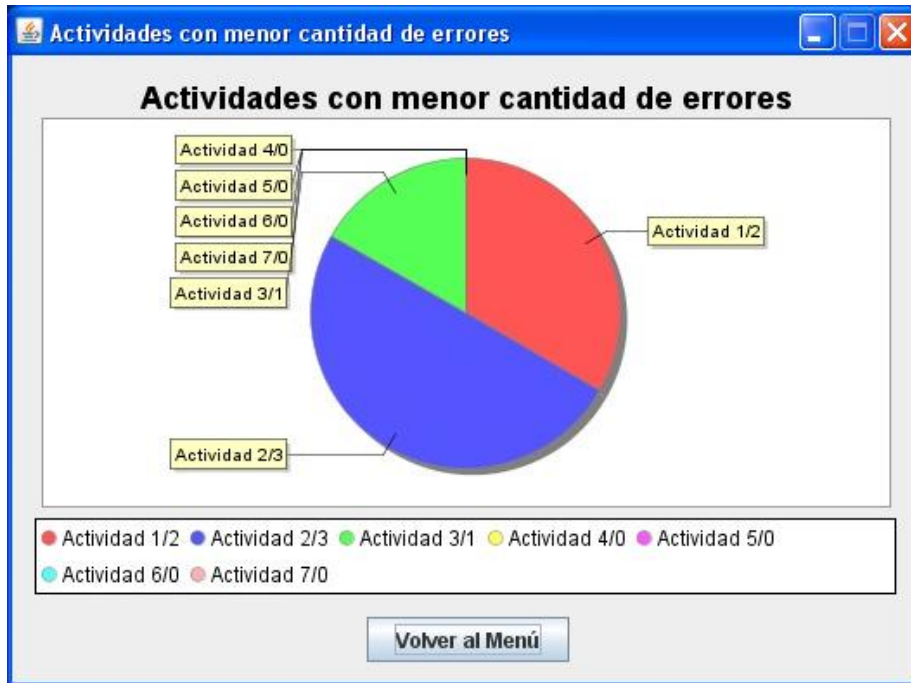 Actividades con menor cantidad de errores
Actividades con menor cantidad de errores
Actividad 4/0
Actividad 5/0
Actividad 6/0
Actividad 7/0
Actividad 3/1
Actividad 1/2
Actividad 2/3
Actividad 1/2 Actividad 2/3 Actividad 3/1 Actividad 4/0 Actividad 5/0
Actividad 6/0 Actividad 7/0
Volver al Menú